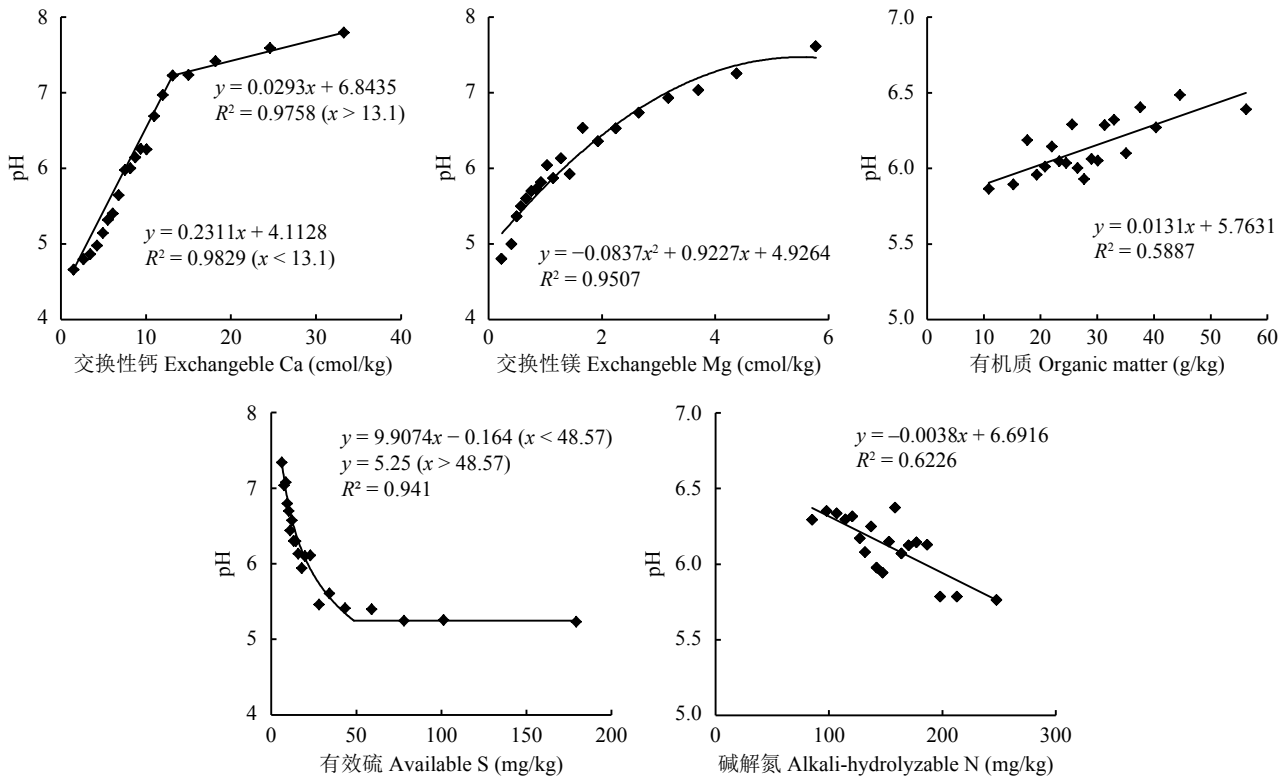 8
7
6
5
4
pH
y = 0.0293x + 6.8435
R² = 0.9758 (x > 13.1)
y = 0.2311x + 4.1128
R² = 0.9829 (x < 13.1)
0 10 20 30 40
交换性钙 Exchangeble Ca (cmol/kg)
8
7
6
5
4
pH
y = −0.0837x² + 0.9227x + 4.9264
R² = 0.9507
0 2 4 6
交换性镁 Exchangeble Mg (cmol/kg)
6.5
6.0
5.5
5.0
6.0
pH
y = 0.0131x + 5.7631
R² = 0.5887
0 10 20 30 40 50 60
有机质 Organic matter (g/kg)
8
7
6
5
4
pH
y = 9.9074x − 0.164 (x < 48.57)
y = 5.25 (x > 48.57)
R² = 0.941
0 50 100 150 200
有效硫 Available S (mg/kg)
7.0
6.5
6.0
5.5
5.0
pH
y = −0.0038x + 6.6916
R² = 0.6226
0 100 200 300
碱解氮 Alkali-hydrolyzable N (mg/kg)